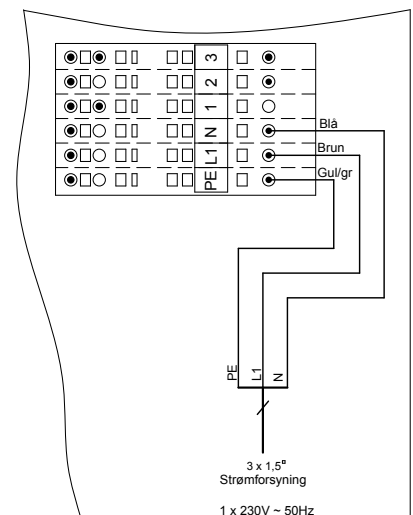 3
2
1
N
L1
PE
Blå
Brun
Gul/gr
PE
L1
N
3 x 1,5¤
Strømforsyning
1 x 230V ~ 50Hz